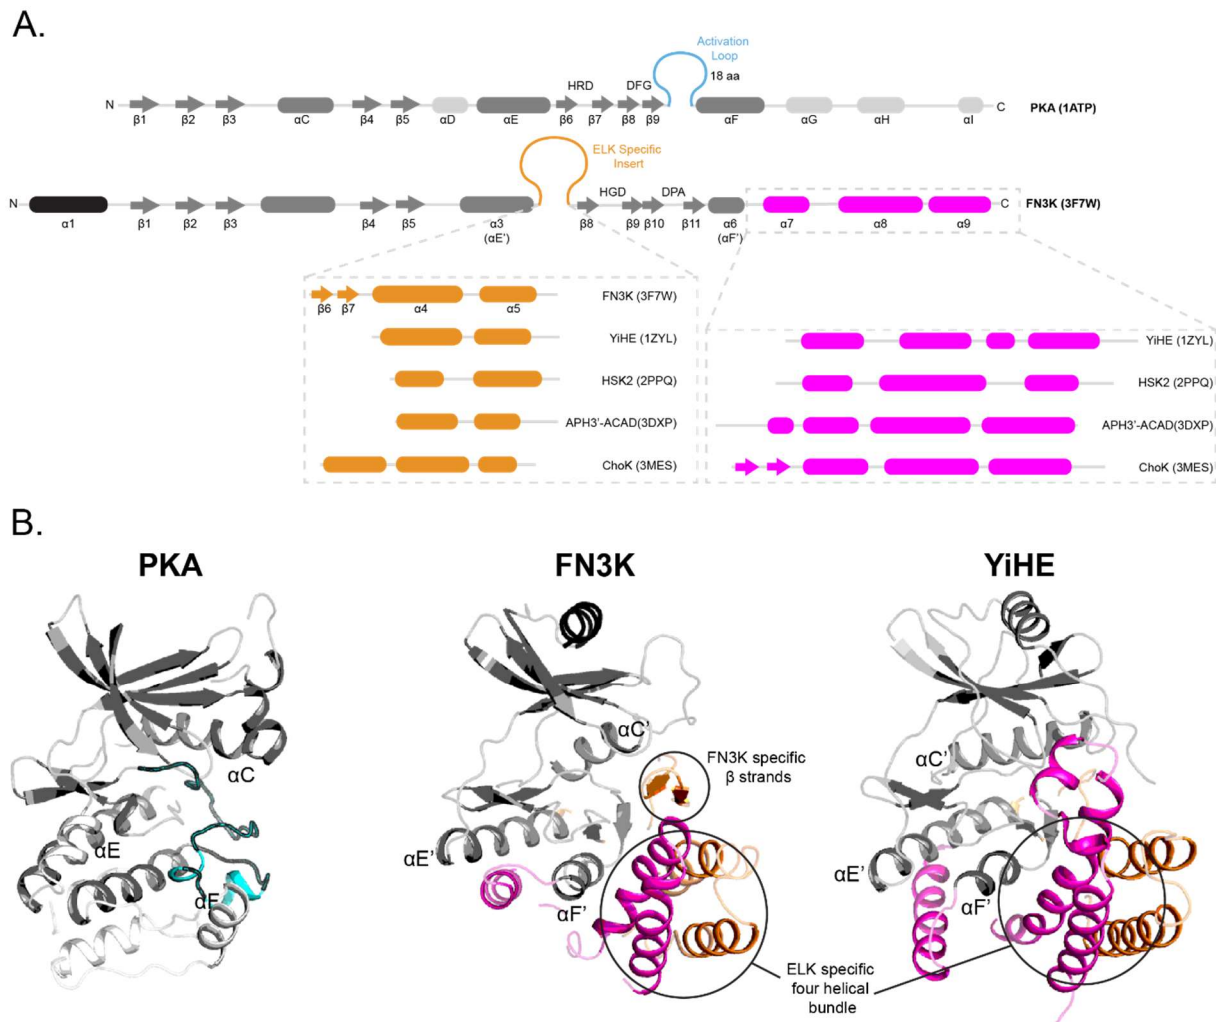 A.
Activation
Loop
18 aa
HRD
DFG
N
C
PKA (1ATP)
β1
β2
β3
αC
β4
β5
αD
αE
β6
β7
β8
β9
αF
αG
αH
αI
ELK Specific
Insert
HGD
DPA
N
C
FN3K (3F7W)
α1
β1
β2
β3
β4
β5
α3
(αE')
β8
β9
β10
β11
α6
(αF')
α7
α8
α9
FN3K (3F7W)
β6
β7
α4
α5
YiHE (1ZYL)
HSK2 (2PPQ)
APH3'-ACAD(3DXP)
ChoK (3MES)
YiHE (1ZYL)
HSK2 (2PPQ)
APH3'-ACAD(3DXP)
ChoK (3MES)
B.
PKA
FN3K
YiHE
αC
αE
αF
αC'
FN3K specific
β strands
αE'
αF'
αC'
αE'
αF'
ELK specific
four helical
bundle